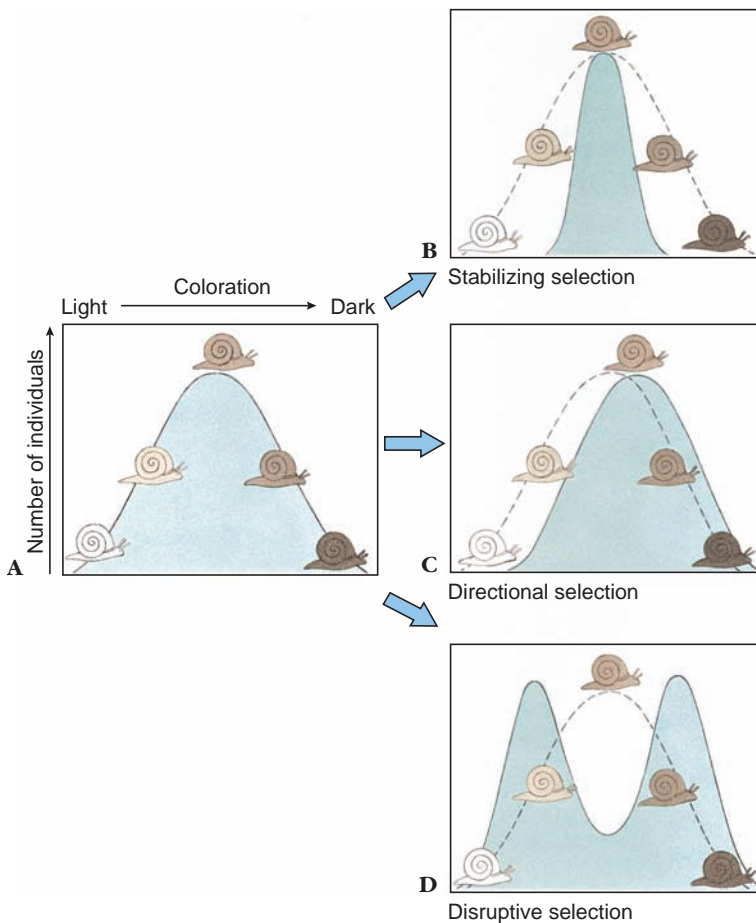 B
Stabilizing selection
Coloration
Light
Dark
Number of individuals
A
C
Directional selection
D
Disruptive selection